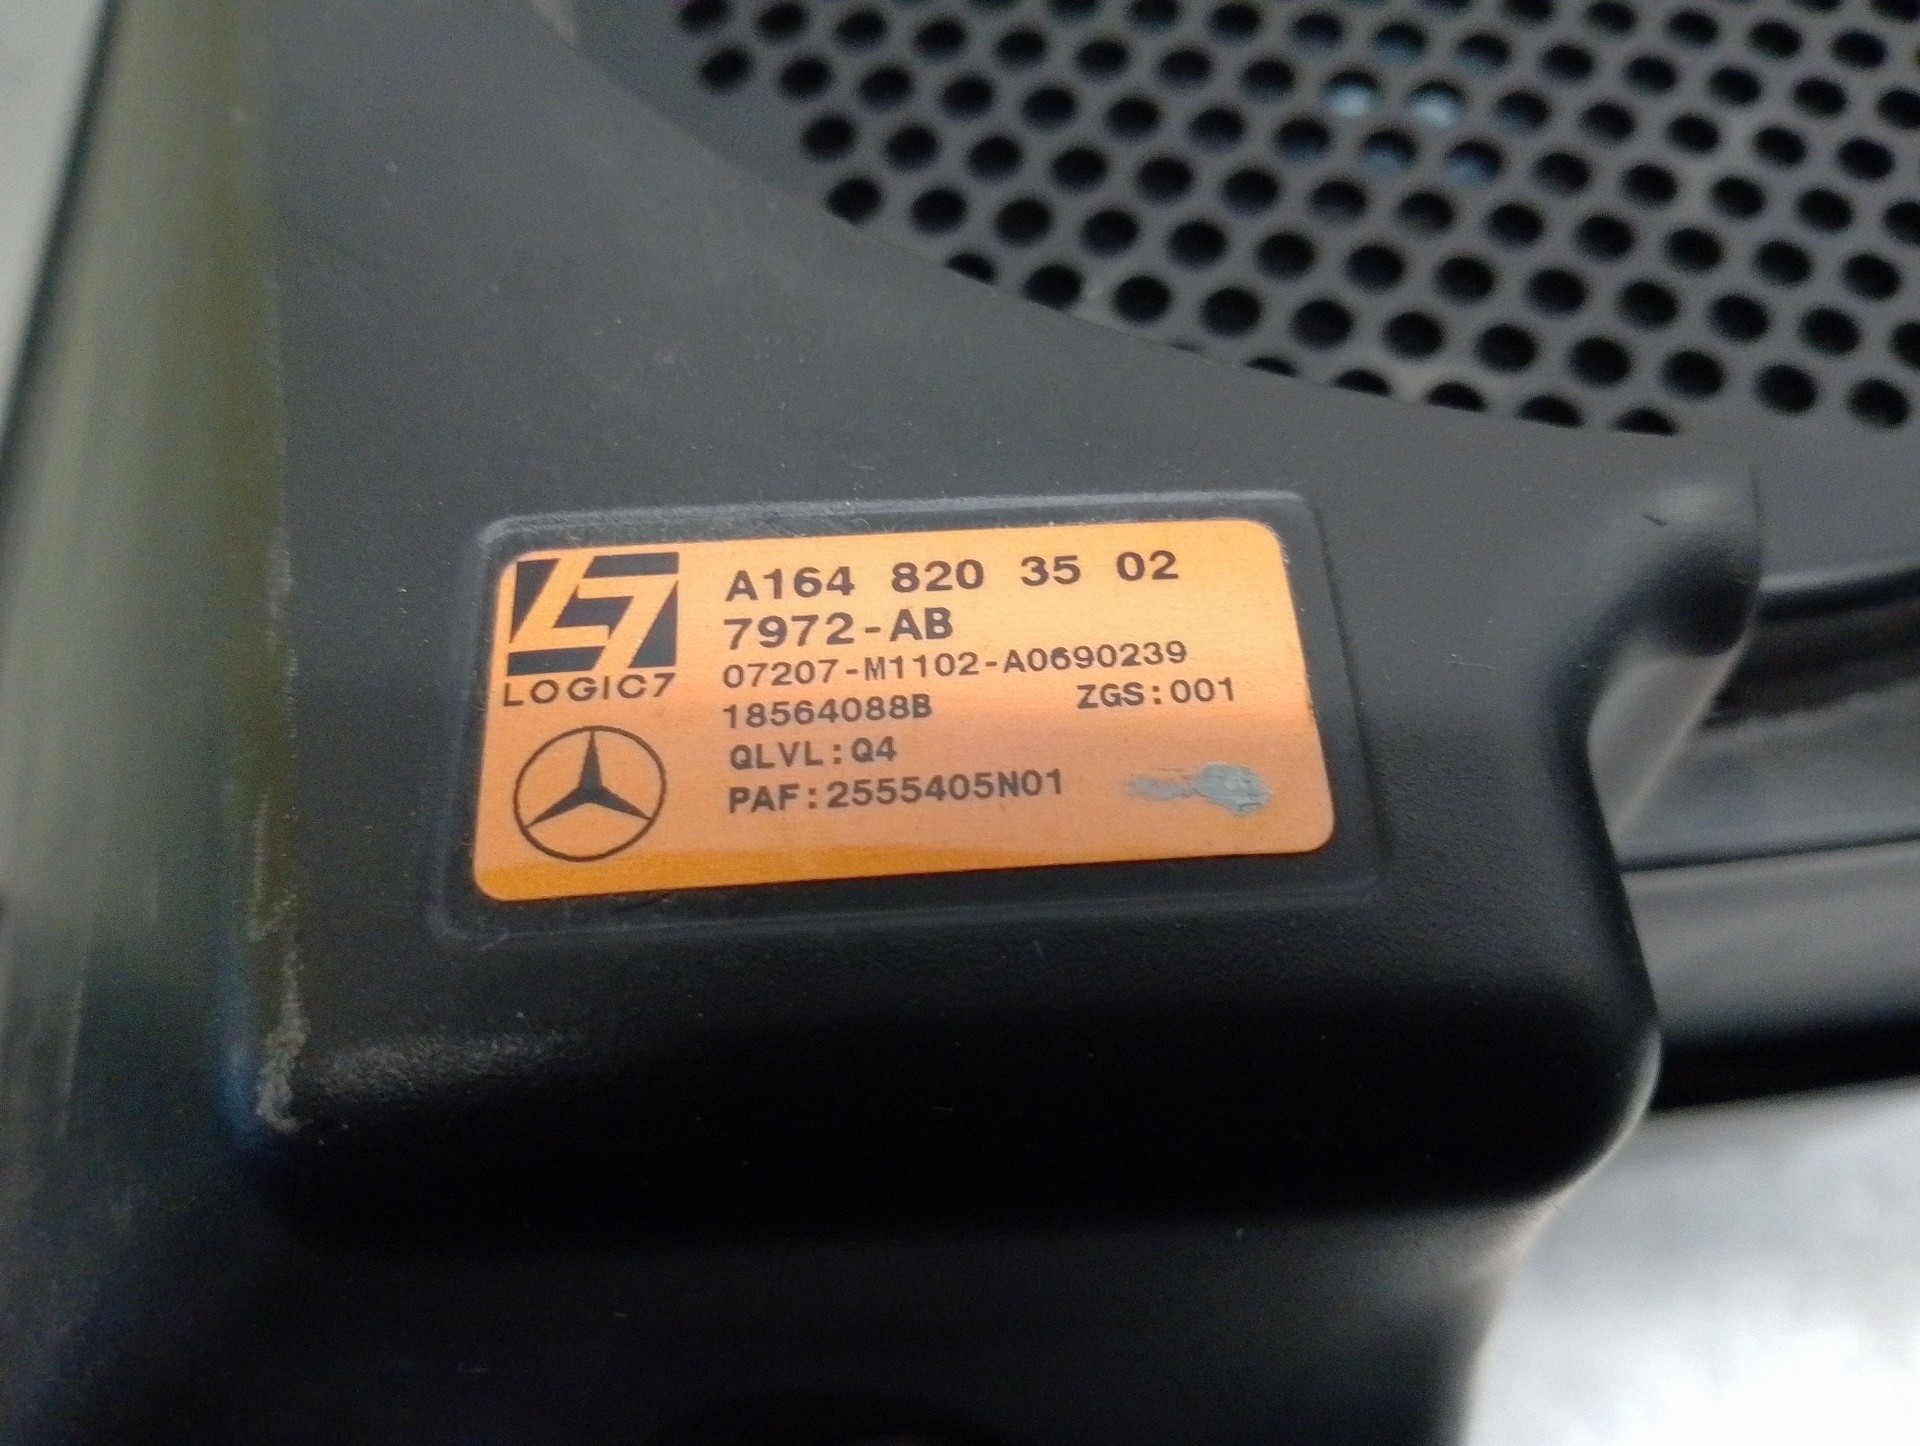 LOGIC7
A164 820 35 02
7972-AB
07207-M1102-A0690239
18564088B ZGS:001
QLVL:Q4
PAF:2555405N01